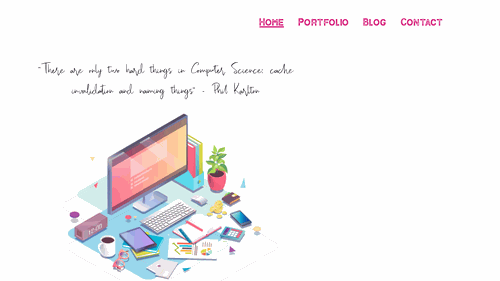 Home Portfolio Blog Contact
"There are only two hard things in Computer Science: cache
invalidation and naming things" - Phil Karlton
10:00